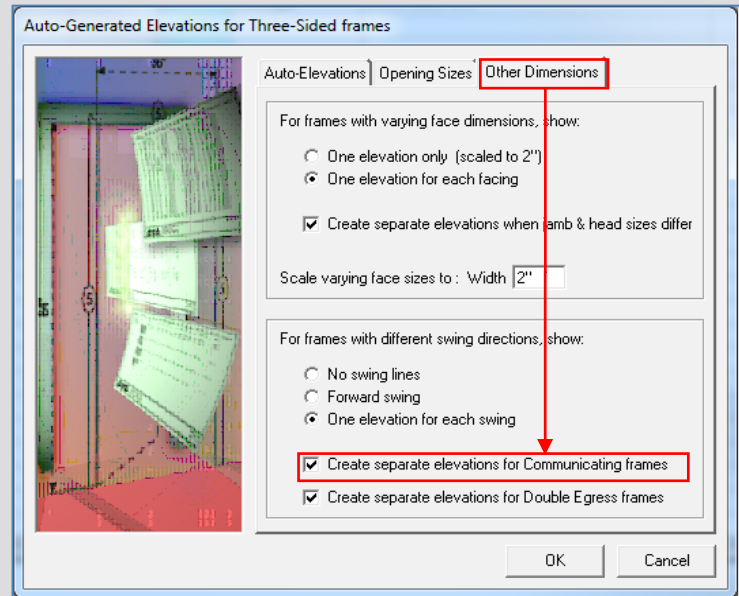 Auto-Generated Elevations for Three-Sided frames
Auto-Elevations Opening Sizes Other Dimensions
For frames with varying face dimensions, show:
One elevation only (scaled to 2")
One elevation for each facing
Create separate elevations when jamb & head sizes differ
Scale varying face sizes to : Width 2"
For frames with different swing directions, show:
No swing lines
Forward swing
One elevation for each swing
Create separate elevations for Communicating frames
Create separate elevations for Double Egress frames
OK Cancel